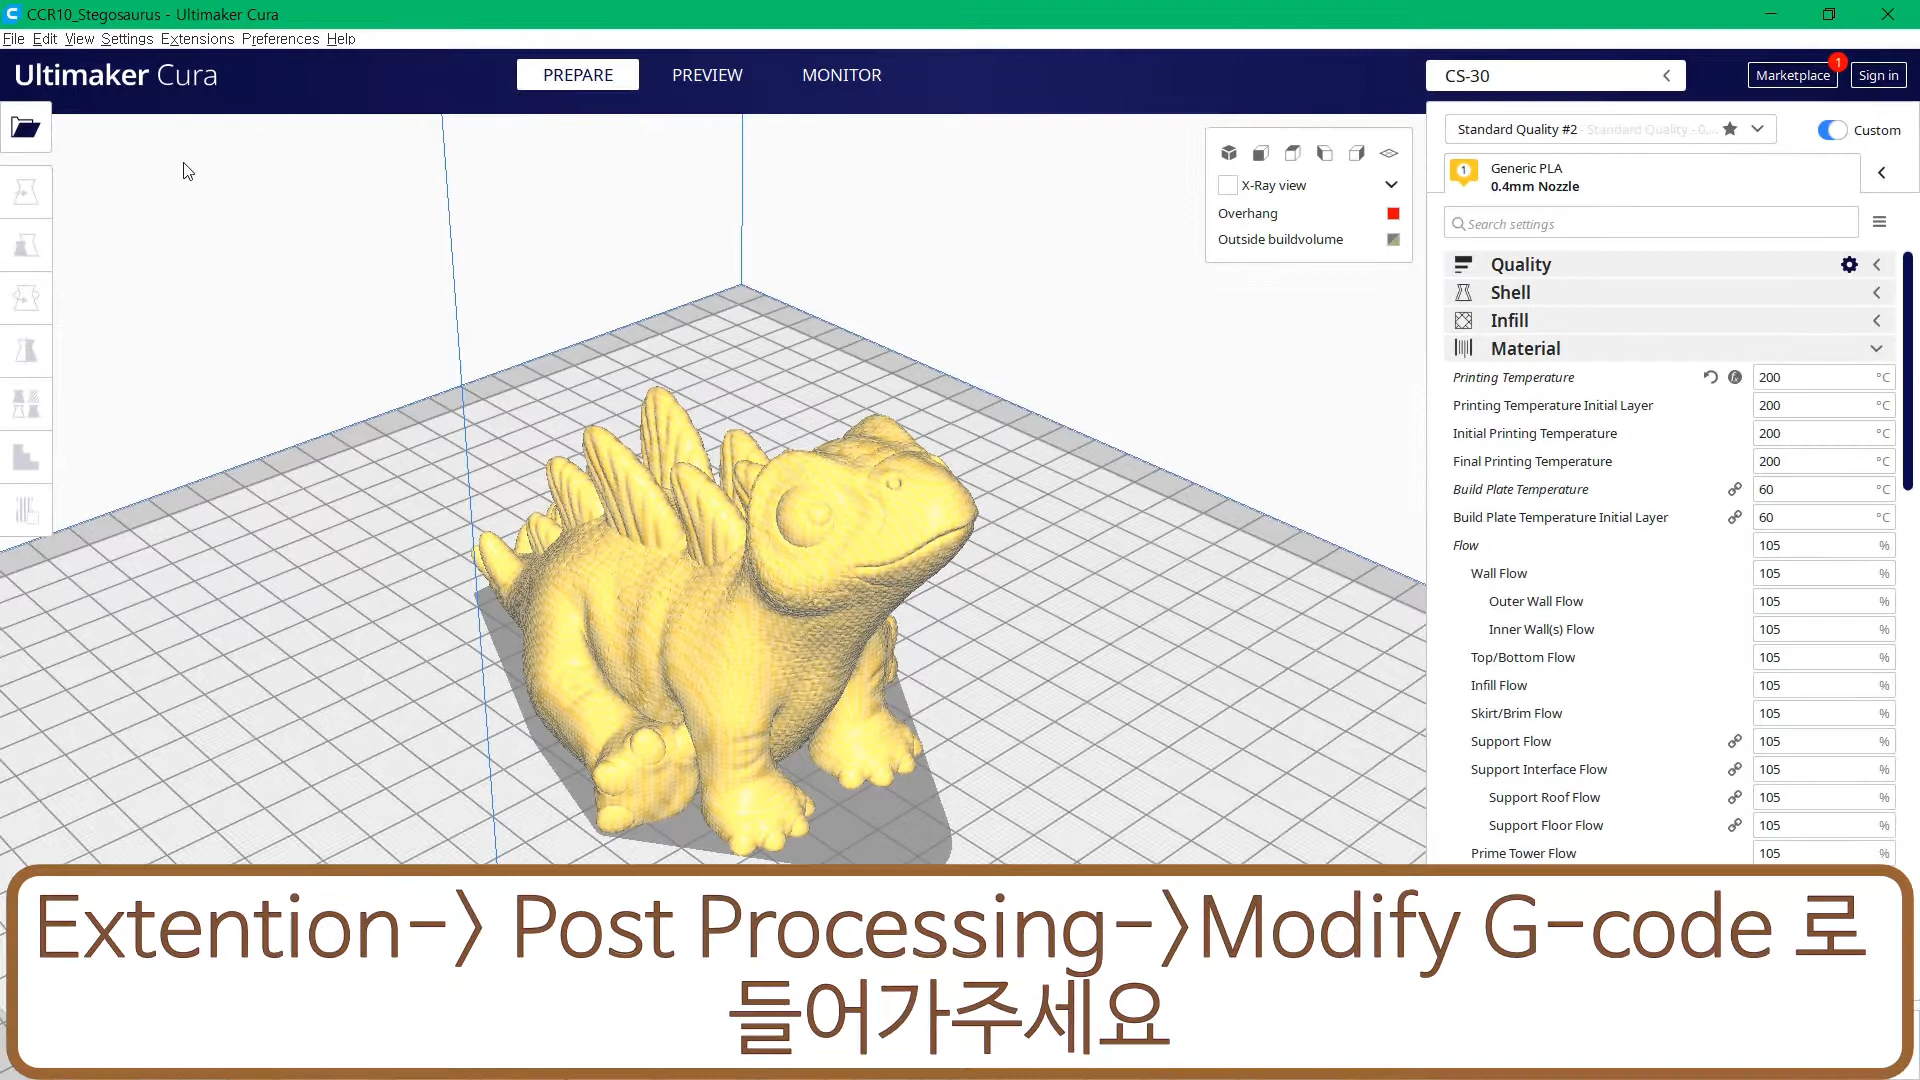 CCR10_Stegosaurus - Ultimaker Cura
File Edit View Settings Extensions Preferences Help
Ultimaker Cura
PREPARE
PREVIEW
MONITOR
CS-30
Marketplace
1
Sign in
Standard Quality #2 - Standard Quality - 0....
Custom
1
Generic PLA
0.4mm Nozzle
Search settings
X-Ray view
Overhang
Outside buildvolume
Quality
Shell
Infill
Material
Printing Temperature 200 °C
Printing Temperature Initial Layer 200 °C
Initial Printing Temperature 200 °C
Final Printing Temperature 200 °C
Build Plate Temperature 60 °C
Build Plate Temperature Initial Layer 60 °C
Flow 105 %
Wall Flow 105 %
Outer Wall Flow 105 %
Inner Wall(s) Flow 105 %
Top/Bottom Flow 105 %
Infill Flow 105 %
Skirt/Brim Flow 105 %
Support Flow 105 %
Support Interface Flow 105 %
Support Roof Flow 105 %
Support Floor Flow 105 %
Prime Tower Flow 105 %
Extention-> Post Processing->Modify G-code 로
들어가주세요